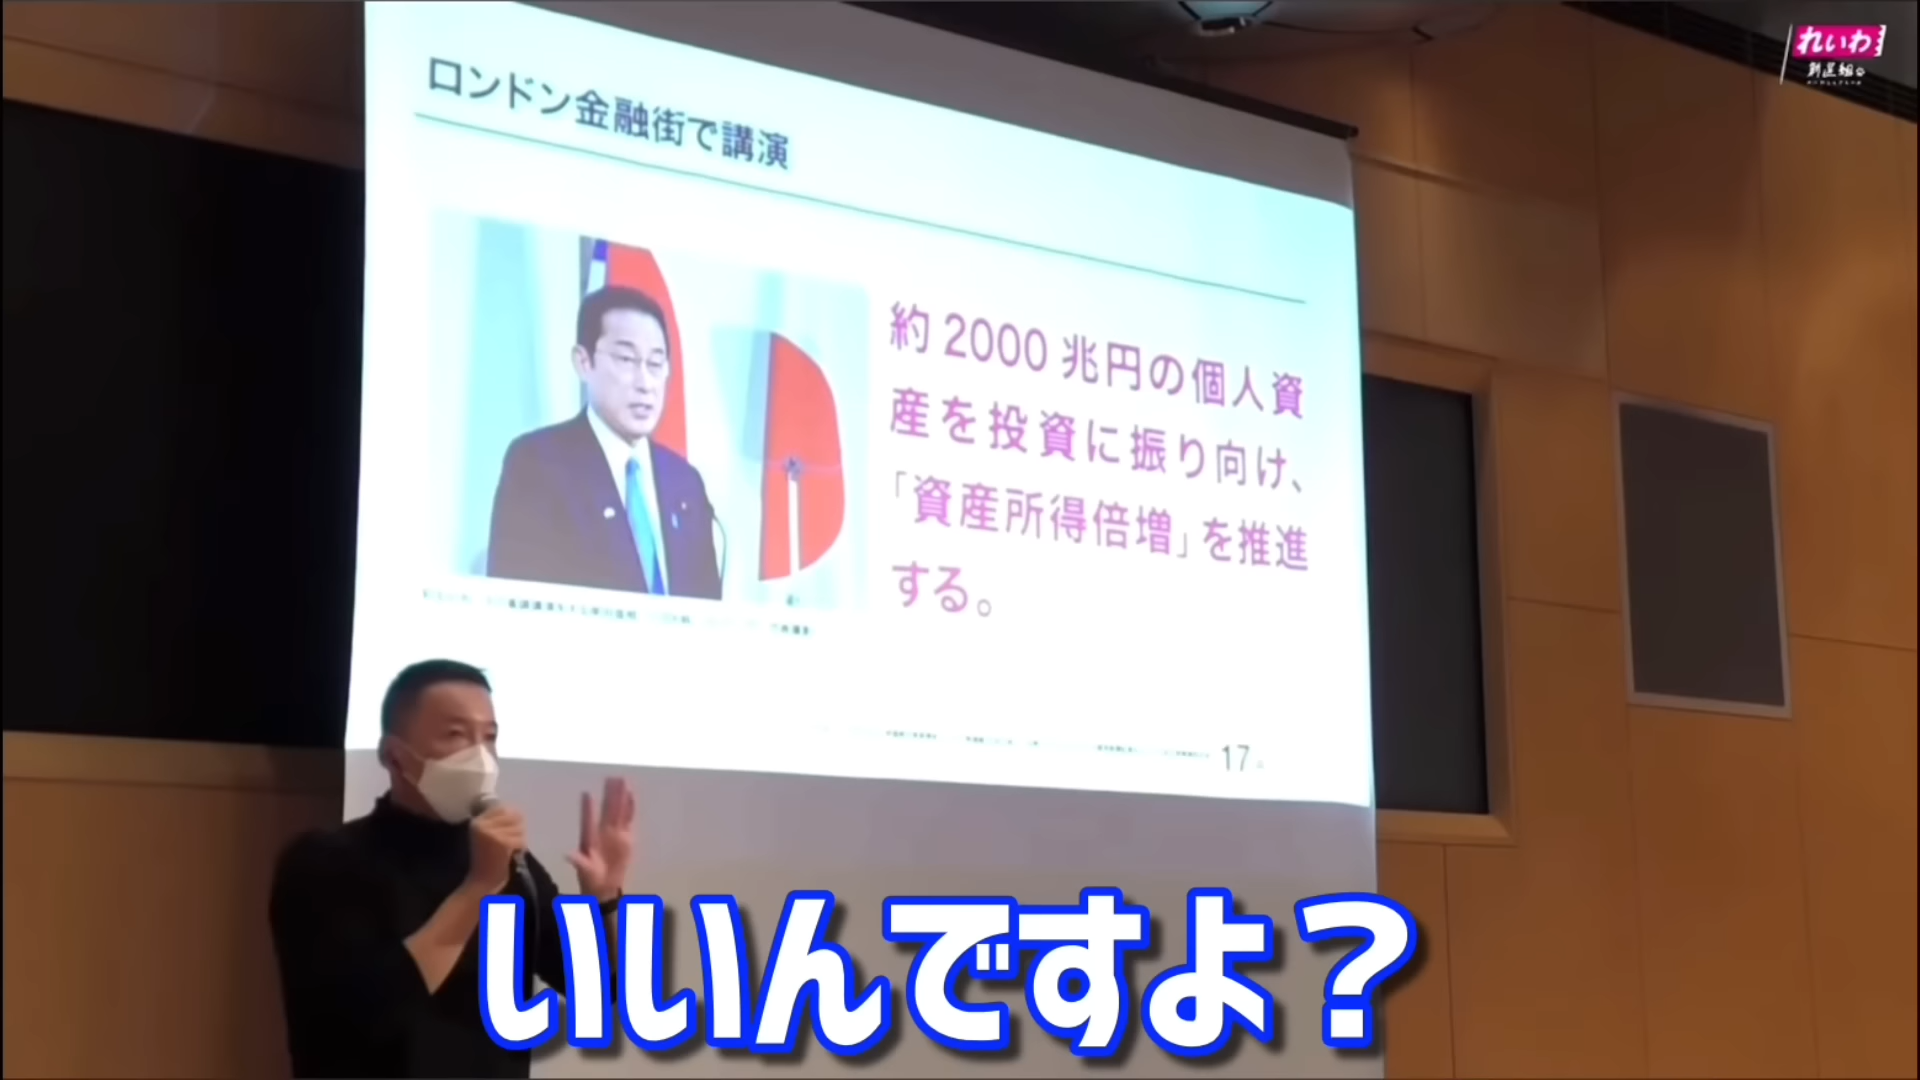 れいわ
新選組
ロンドン金融街で講演
約2000兆円の個人資
産を投資に振り向け、
「資産所得倍増」を推進
する。
17
いいんですよ?